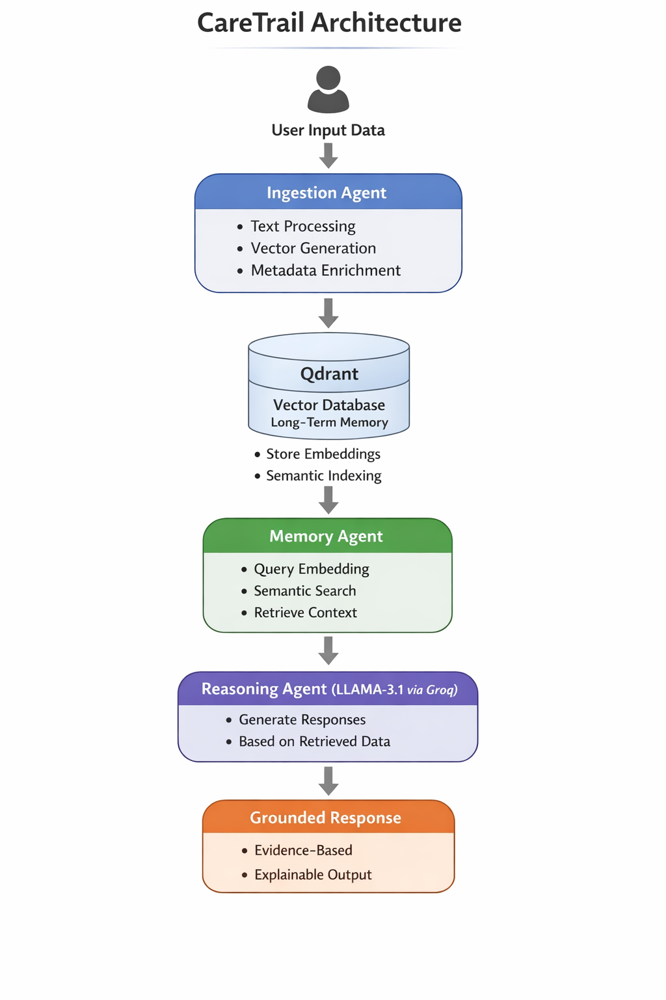 CareTrail Architecture
User Input Data
Ingestion Agent
• Text Processing
• Vector Generation
• Metadata Enrichment
Qdrant
Vector Database
Long-Term Memory
• Store Embeddings
• Semantic Indexing
Memory Agent
• Query Embedding
• Semantic Search
• Retrieve Context
Reasoning Agent (LLAMA-3.1 via Groq)
• Generate Responses
• Based on Retrieved Data
Grounded Response
• Evidence-Based
• Explainable Output